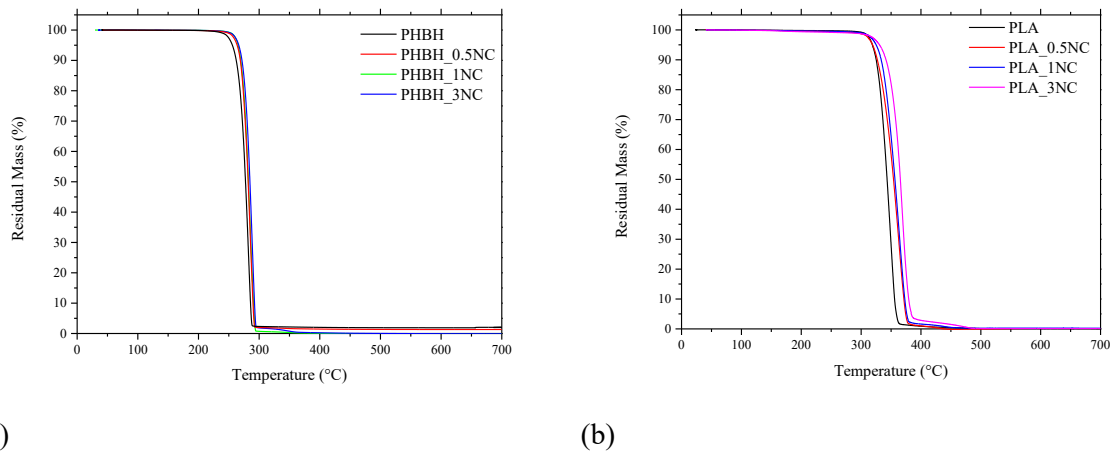 100
90
80
70
60
50
40
30
20
10
0
Residual Mass (%)
0 100 200 300 400 500 600 700
Temperature (°C)
PHBH
PHBH_0.5NC
PHBH_1NC
PHBH_3NC
)
100
90
80
70
60
50
40
30
20
10
0
Residual Mass (%)
0 100 200 300 400 500 600 700
Temperature (°C)
PLA
PLA_0.5NC
PLA_1NC
PLA_3NC
(b)